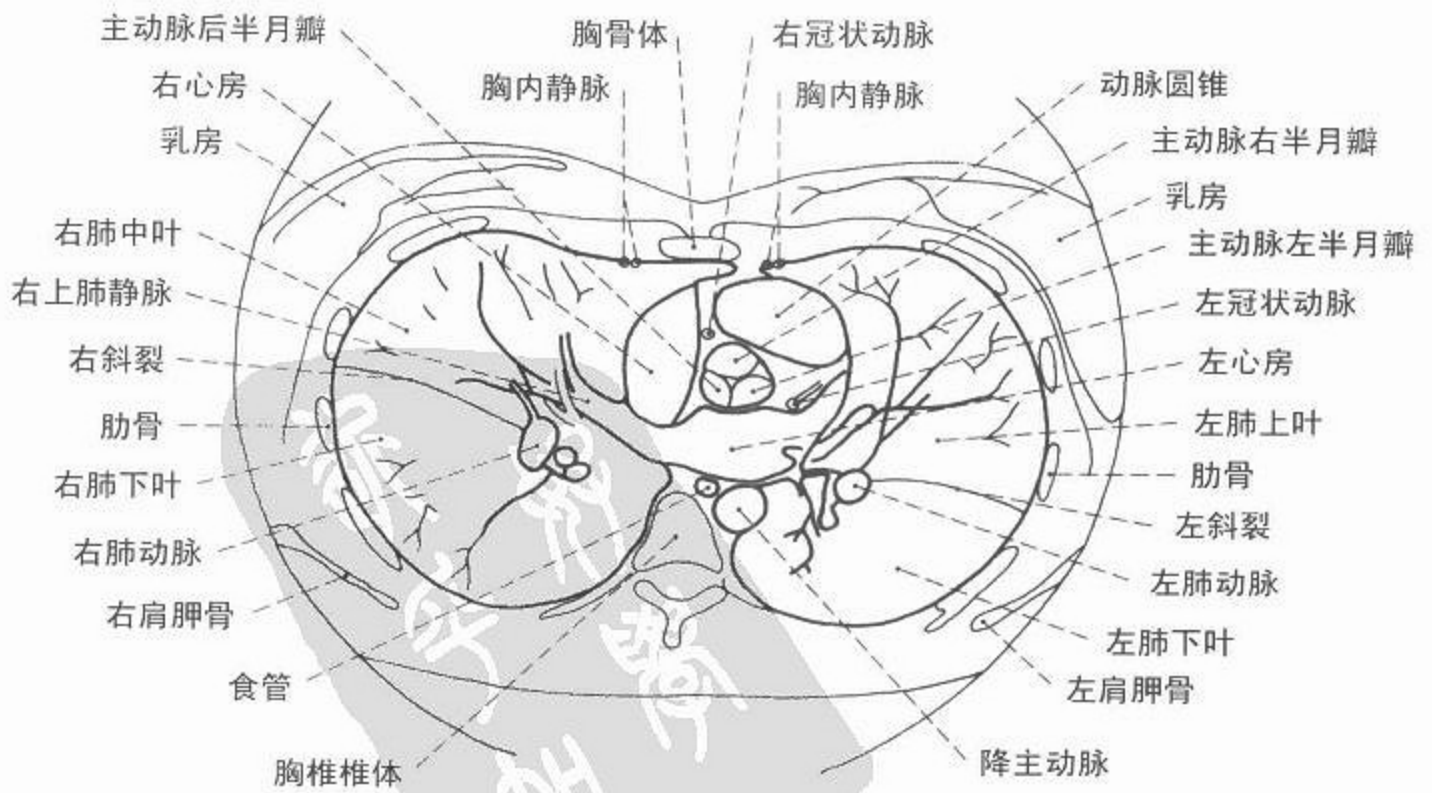 主动脉后半月瓣
胸骨体
右冠状动脉
右心房
胸内静脉
胸内静脉
动脉圆锥
乳房
主动脉右半月瓣
乳房
右肺中叶
主动脉左半月瓣
右上肺静脉
左冠状动脉
右斜裂
左心房
肋骨
左肺上叶
右肺下叶
肋骨
左斜裂
右肺动脉
左肺动脉
右肩胛骨
左肺下叶
食管
左肩胛骨
胸椎椎体
降主动脉